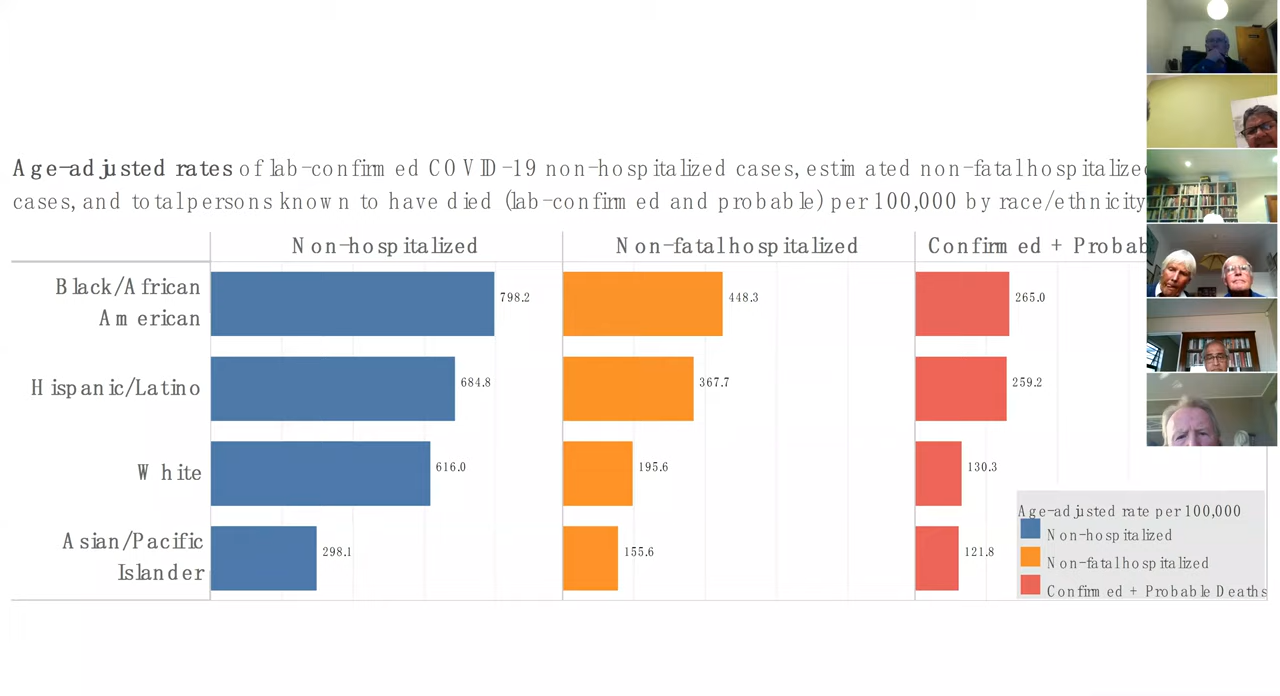 Age-adjusted rates of lab-confirmed COVID-19 non-hospitalized cases, estimated non-fatal hospitalized
cases, and total persons known to have died (lab-confirmed and probable) per 100,000 by race/ethnicity
Non-hospitalized Non-fatal hospitalized Confirmed + Probab
Black/African
American
798.2 448.3 265.0
Hispanic/Latino 684.8 367.7 259.2
White 616.0 195.6 130.3
Asian/Pacific
Islander
298.1 155.6 121.8
Age-adjusted rate per 100,000
Non-hospitalized
Non-fatal hospitalized
Confirmed + Probable Deaths